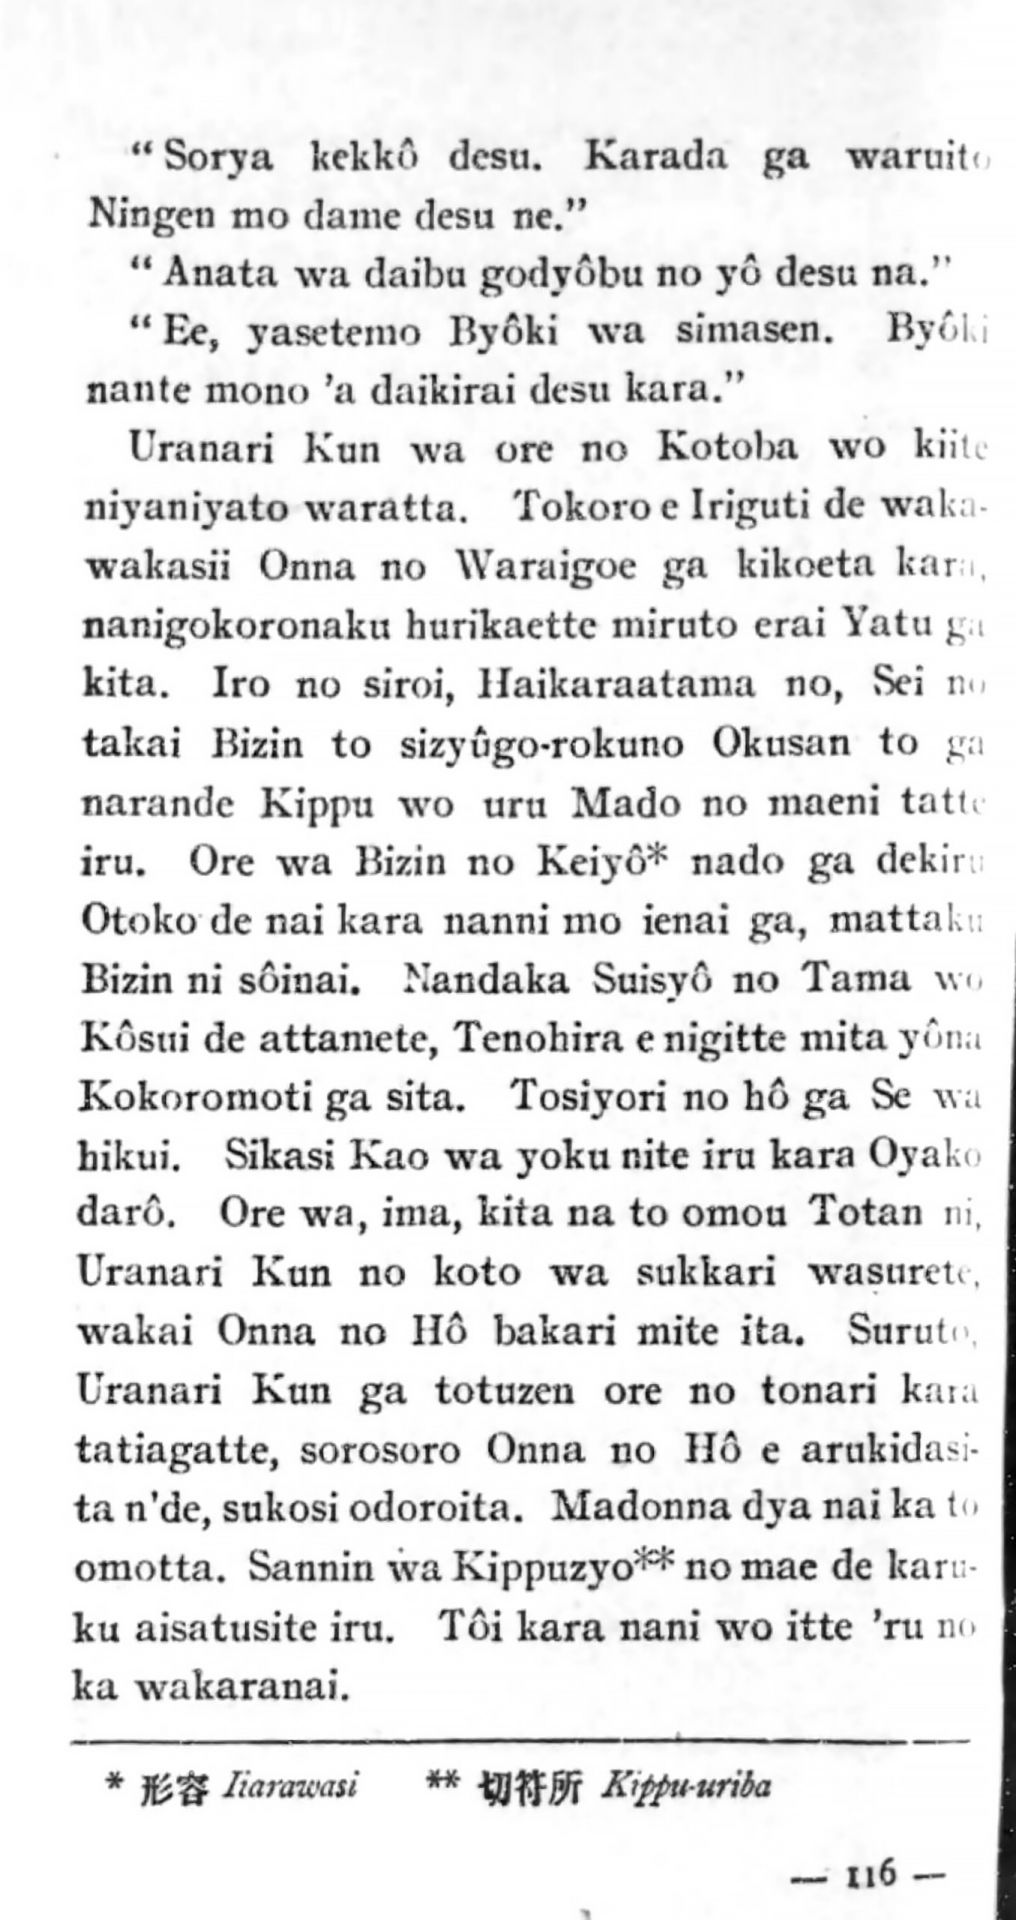 “Sorya kekkô desu. Karada ga waruito
Ningen mo dame desu ne.”
“Anata wa daibu godyôbu no yô desu na.”
“Ee, yasetemo Byôki wa simasen. Byôki
nante mono ’a daikirai desu kara.”
Uranari Kun wa ore no Kotoba wo kiite
niyaniyato waratta. Tokoro e Iriguti de waka-
wakasii Onna no Waraigoe ga kikoeta kara,
nanigokoronaku hurikaette miruto erai Yatu ga
kita. Iro no siroi, Haikaraatama no, Sei no
takai Bizin to sizyûgo-rokuno Okusan to ga
narande Kippu wo uru Mado no maeni tatte
iru. Ore wa Bizin no Keiyô* nado ga dekiru
Otoko de nai kara nanni mo ienai ga, mattaku
Bizin ni sôinai. Nandaka Suisyô no Tama wo
Kôsui de attamete, Tenohira e nigitte mita yôna
Kokoromoti ga sita. Tosiyori no hô ga Se wa
hikui. Sikasi Kao wa yoku nite iru kara Oyako
darô. Ore wa, ima, kita na to omou Totan ni,
Uranari Kun no koto wa sukkari wasurete,
wakai Onna no Hô bakari mite ita. Suruto,
Uranari Kun ga totuzen ore no tonari kara
tatiagatte, sorosoro Onna no Hô e arukidasi-
ta n'de, sukosi odoroita. Madonna dya nai ka to
omotta. Sannin wa Kippuzyo** no mae de karu-
ku aisatusite iru. Tôi kara nani wo itte ’ru no
ka wakaranai.
* 形容 Iiarawasi ** 切符所 Kippu-uriba
— 116 —